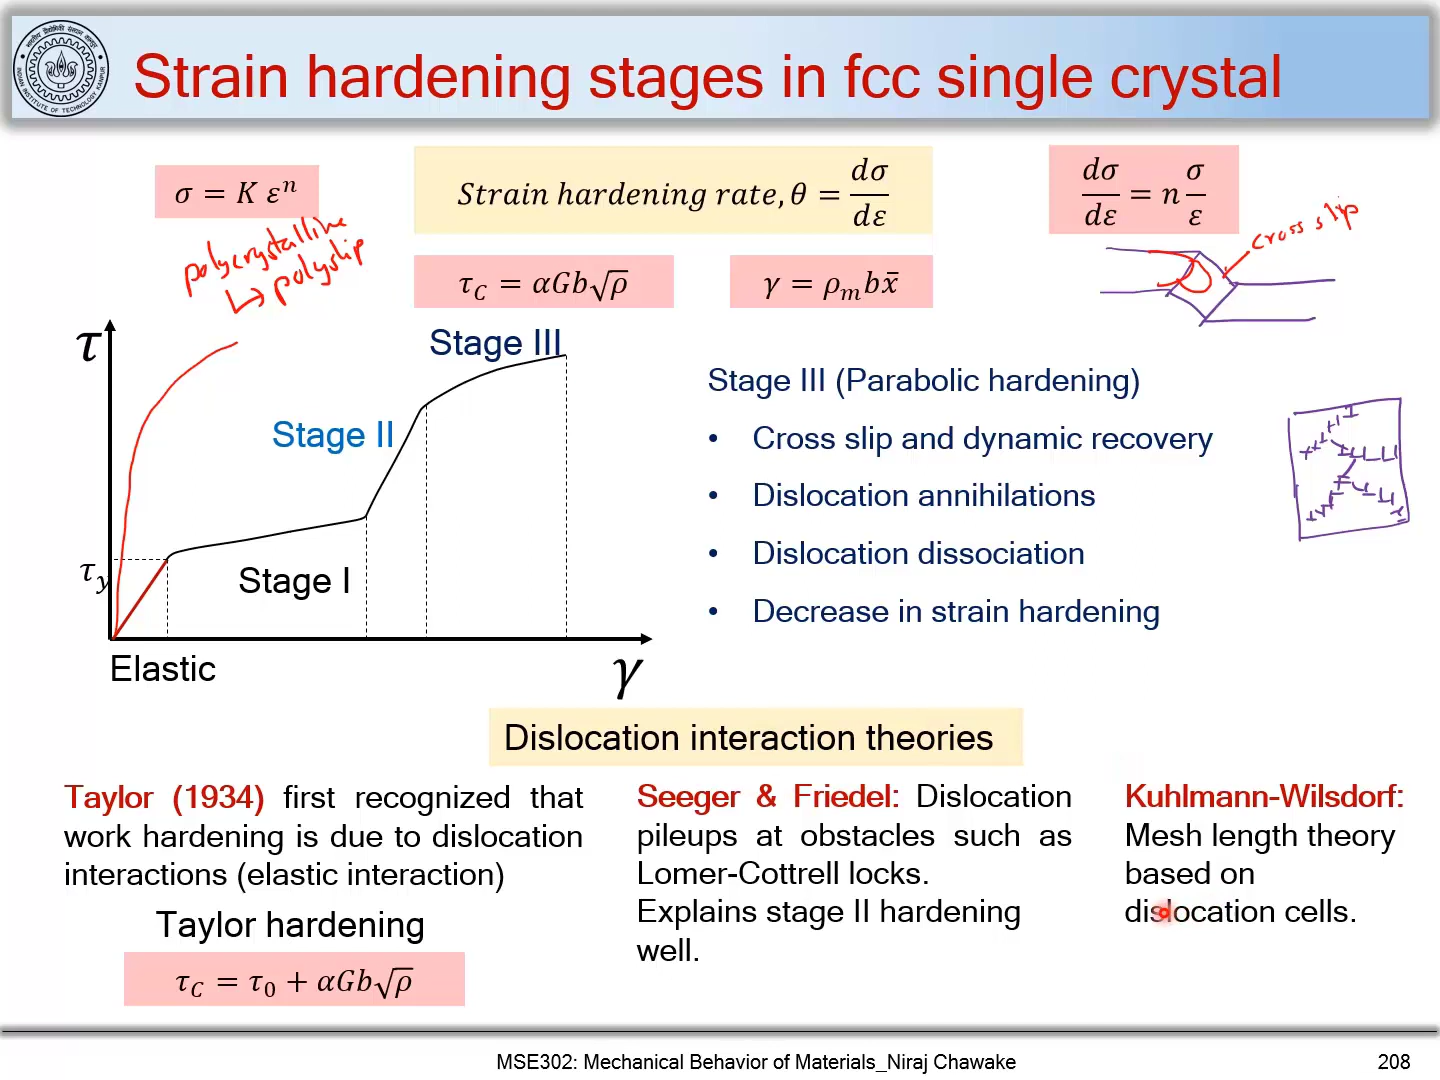 Strain hardening stages in fcc single crystal
σ = K εⁿ
Strain hardening rate, θ = dσ/dε
dσ/dε = n σ/ε
polycrystalline
↳ polyslip
cross slip
τ_C = αGb√ρ
γ = ρ_m b x̄
τ
Stage III
Stage II
Stage I
τ_y
Elastic
γ
Stage III (Parabolic hardening)
• Cross slip and dynamic recovery
• Dislocation annihilations
• Dislocation dissociation
• Decrease in strain hardening
Dislocation interaction theories
Taylor (1934) first recognized that
work hardening is due to dislocation
interactions (elastic interaction)
Taylor hardening
τ_C = τ_0 + αGb√ρ
Seeger & Friedel: Dislocation
pileups at obstacles such as
Lomer-Cottrell locks.
Explains stage II hardening
well.
Kuhlmann-Wilsdorf:
Mesh length theory
based on
dislocation cells.
MSE302: Mechanical Behavior of Materials_Niraj Chawake
208